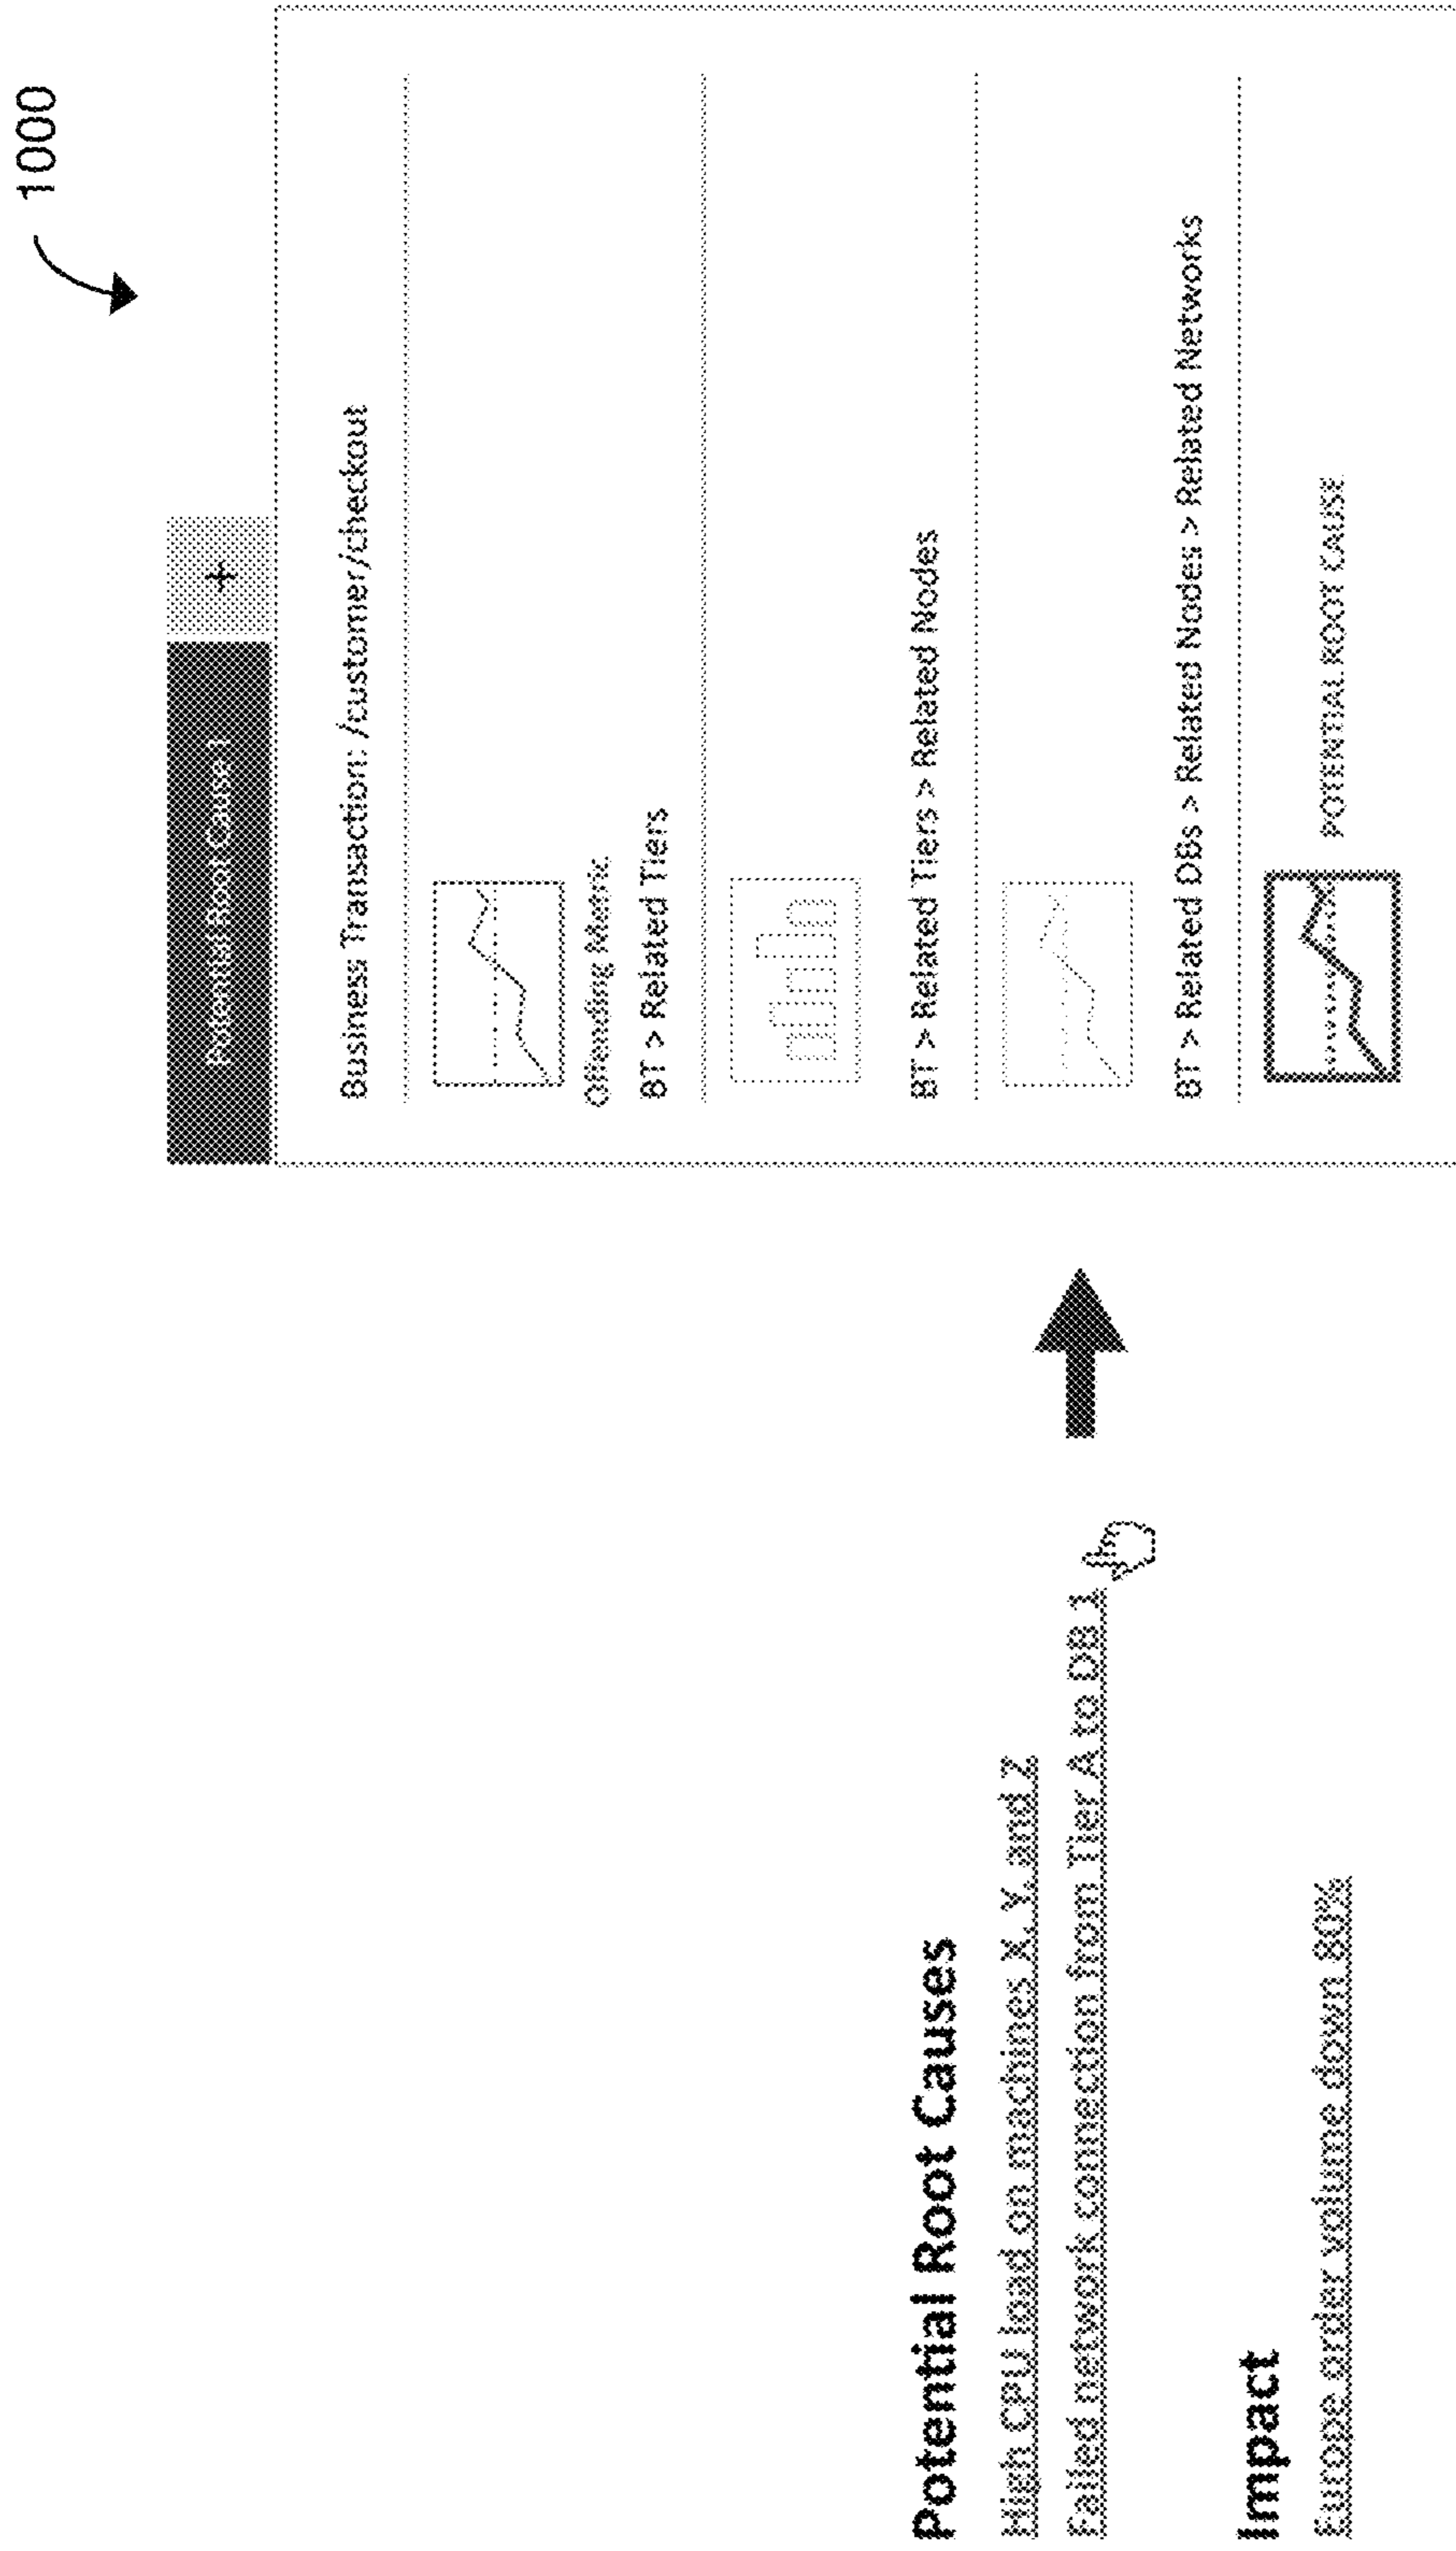 1000
Potential Root Cause 1
+
Business Transaction: /customer/checkout
Offending Metric
BT > Related Tiers
BT > Related Tiers > Related Nodes
BT > Related DBs > Related Nodes > Related Networks
POTENTIAL ROOT CAUSE
Potential Root Causes
High CPU load on machines X, Y, and Z
Failed network connection from Tier A to DB 1
Impact
Europe order volume down 80%